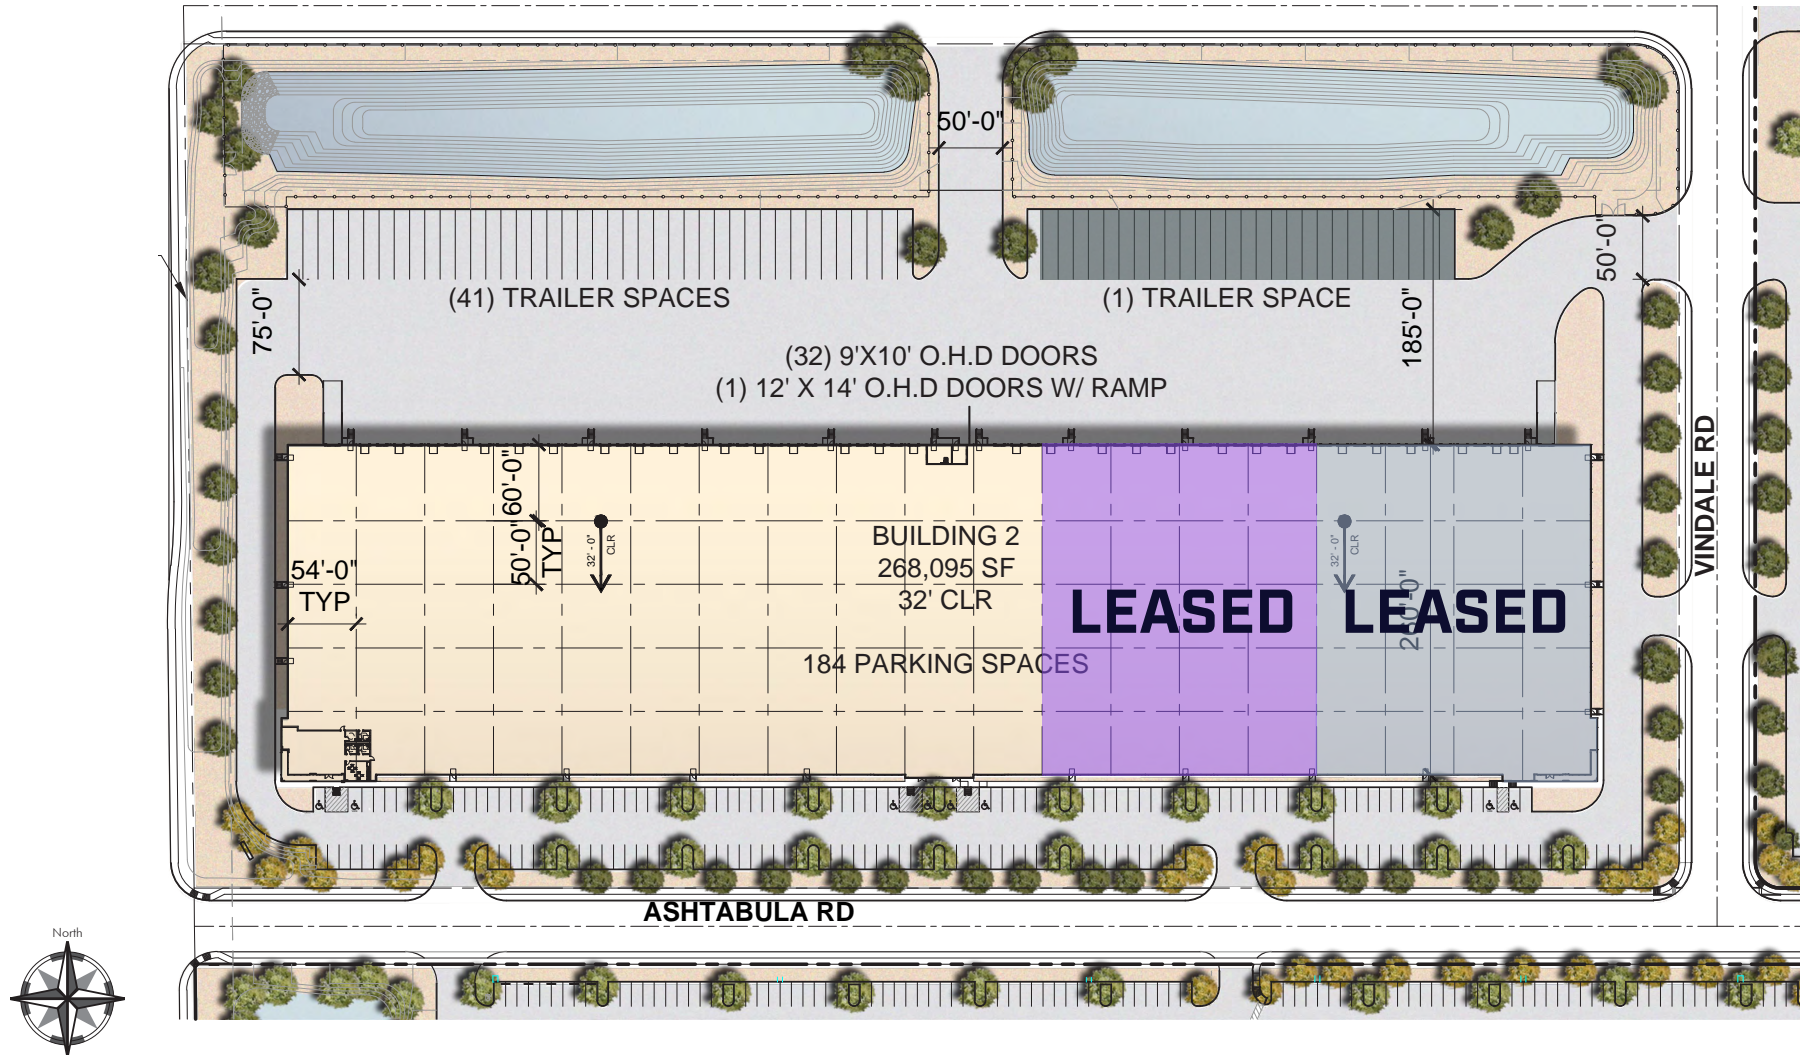 50'-0"
50'-0"
(41) TRAILER SPACES
(1) TRAILER SPACE
75'-0"
185'-0"
(32) 9'X10' O.H.D DOORS
(1) 12' X 14' O.H.D DOORS W/ RAMP
VINDALE RD
60'-0"
50'-0"
TYP
32' - 0"
CLR
54'-0"
TYP
BUILDING 2
268,095 SF
32' CLR
184 PARKING SPACES
LEASED
32' - 0"
CLR
260'-0"
LEASED
ASHTABULA RD
North